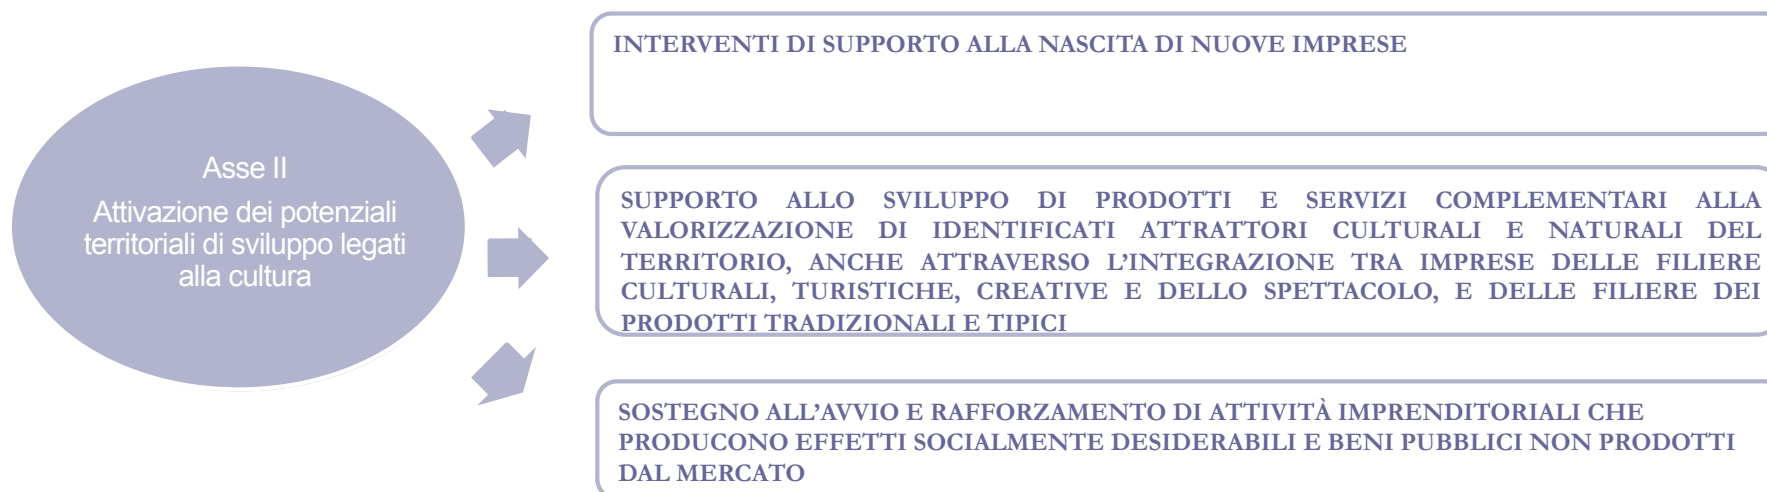 Asse II
Attivazione dei potenziali
territoriali di sviluppo legati
alla cultura
INTERVENTI DI SUPPORTO ALLA NASCITA DI NUOVE IMPRESE
SUPPORTO ALLO SVILUPPO DI PRODOTTI E SERVIZI COMPLEMENTARI ALLA
VALORIZZAZIONE DI IDENTIFICATI ATTRATTORI CULTURALI E NATURALI DEL
TERRITORIO, ANCHE ATTRAVERSO L’INTEGRAZIONE TRA IMPRESE DELLE FILIERE
CULTURALI, TURISTICHE, CREATIVE E DELLO SPETTACOLO, E DELLE FILIERE DEI
PRODOTTI TRADIZIONALI E TIPICI
SOSTEGNO ALL’AVVIO E RAFFORZAMENTO DI ATTIVITÀ IMPRENDITORIALI CHE
PRODUCONO EFFETTI SOCIALMENTE DESIDERABILI E BENI PUBBLICI NON PRODOTTI
DAL MERCATO